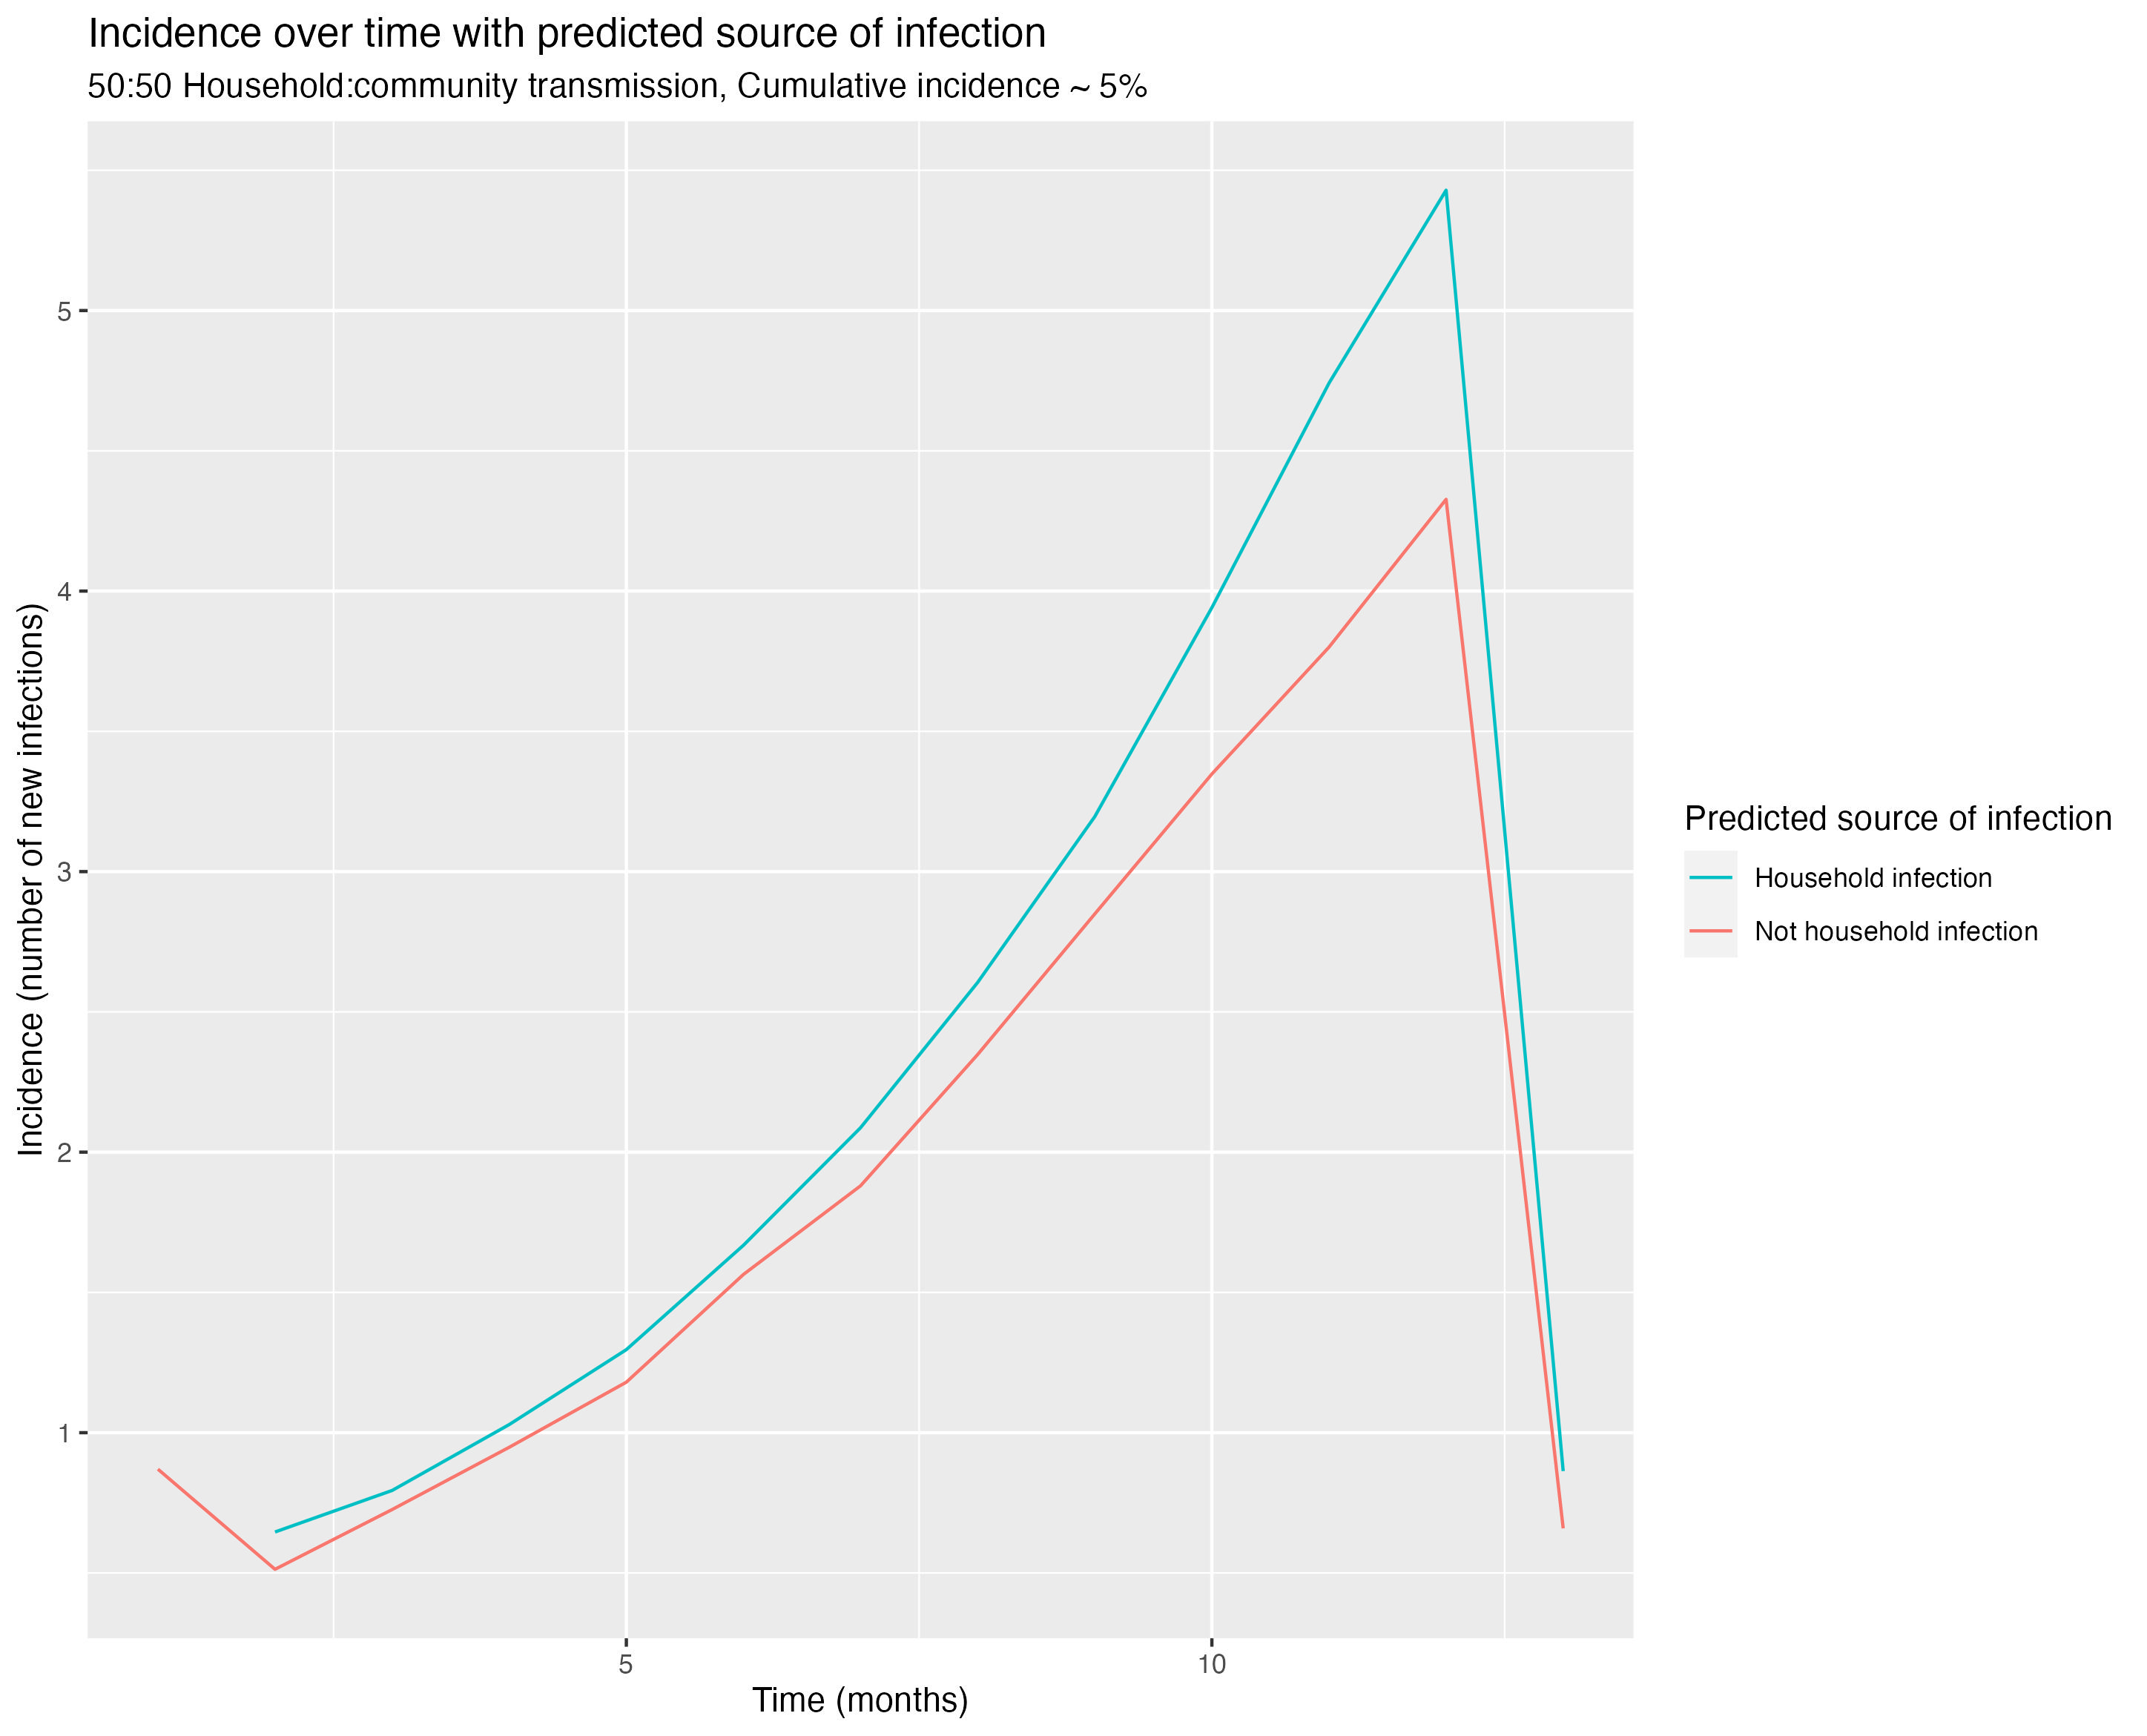 Incidence over time with predicted source of infection
50:50 Household:community transmission, Cumulative incidence ~ 5%
Incidence (number of new infections)
5
4
3
2
1
5
10
Time (months)
Predicted source of infection
Household infection
Not household infection